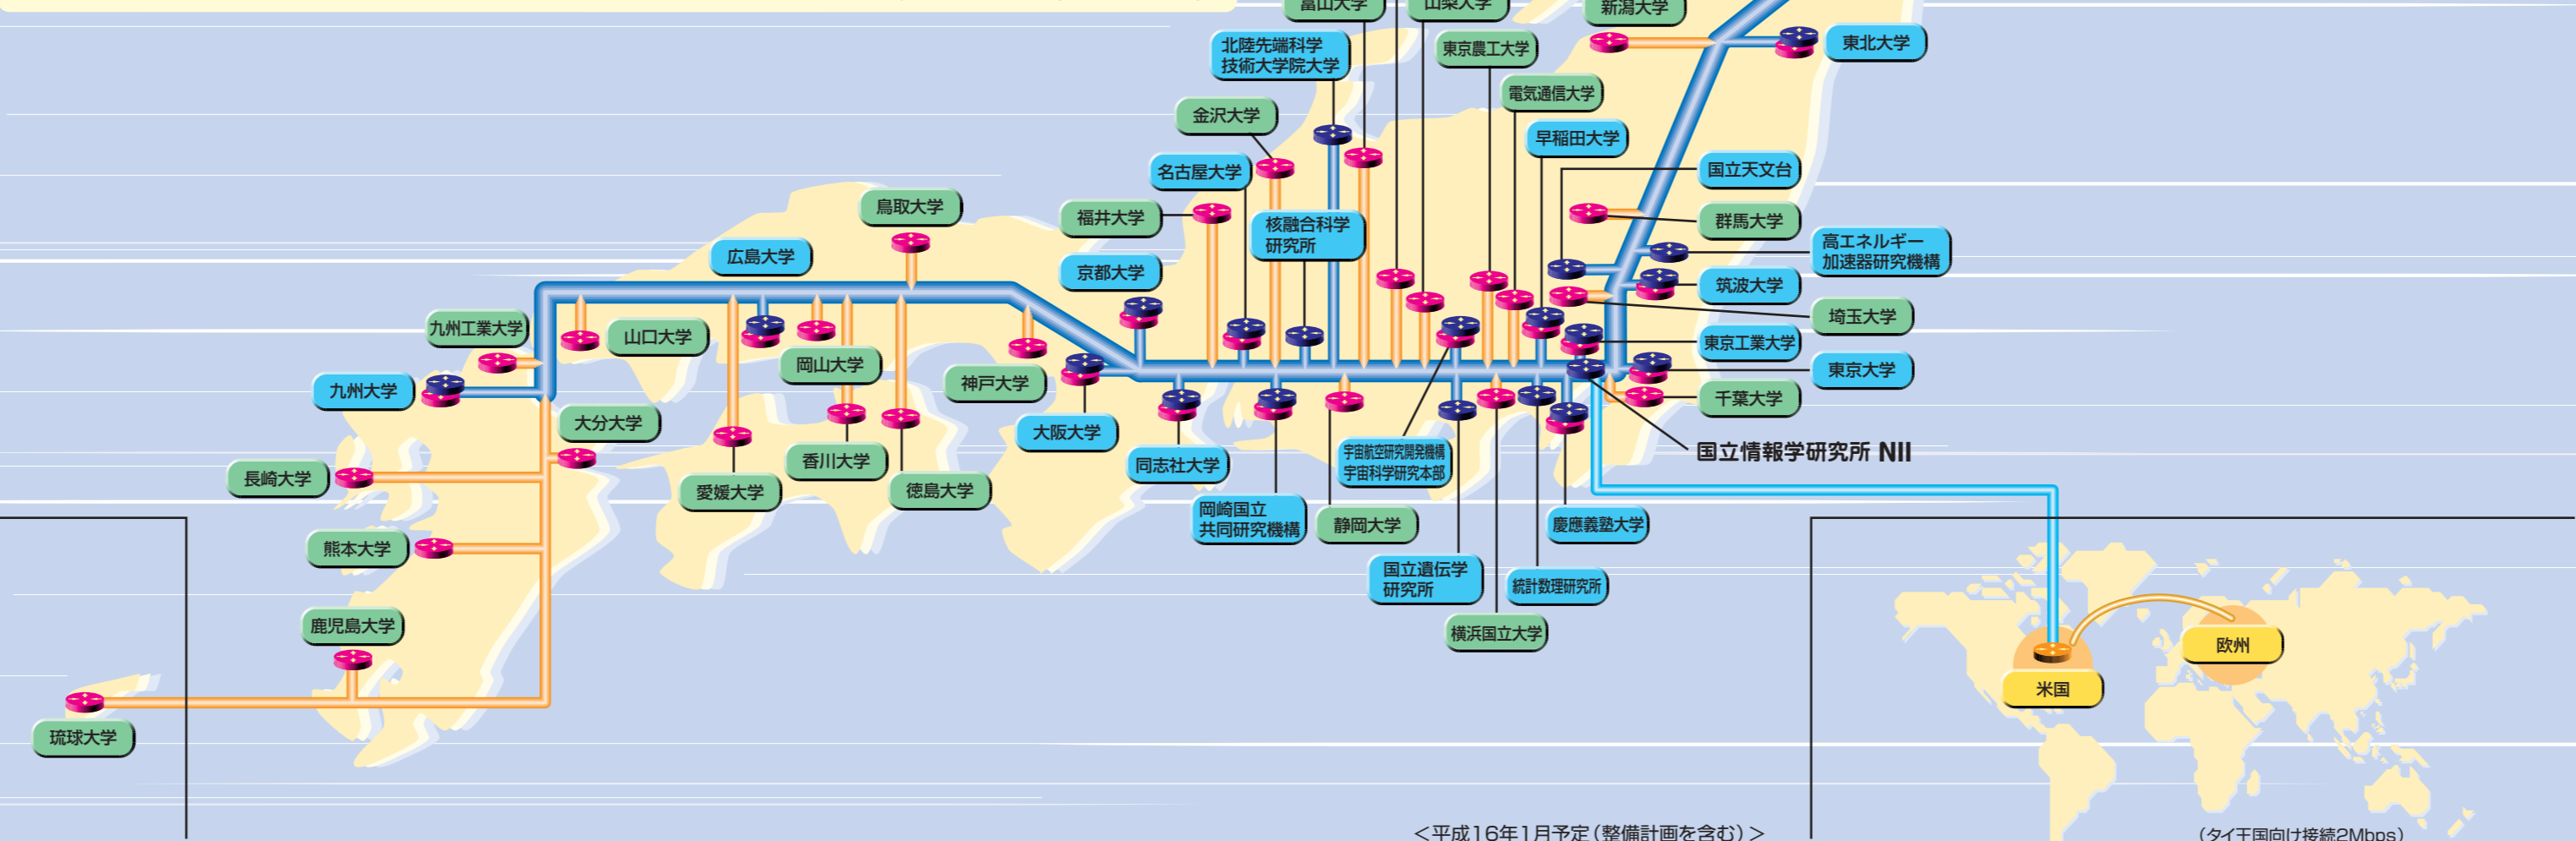 富山大学
山梨大学
新潟大学
北陸先端科学
技術大学院大学
東京農工大学
東北大学
電気通信大学
金沢大学
早稲田大学
名古屋大学
国立天文台
鳥取大学
福井大学
核融合科学
研究所
群馬大学
広島大学
京都大学
高エネルギー
加速器研究機構
筑波大学
九州工業大学
山口大学
埼玉大学
岡山大学
東京工業大学
九州大学
神戸大学
東京大学
千葉大学
大分大学
大阪大学
国立情報学研究所 NII
長崎大学
香川大学
同志社大学
宇宙航空研究開発機構
宇宙科学研究本部
愛媛大学
徳島大学
岡崎国立
共同研究機構
静岡大学
慶應義塾大学
熊本大学
国立遺伝学
研究所
統計数理研究所
鹿児島大学
横浜国立大学
欧州
米国
琉球大学
＜平成16年1月予定（整備計画を含む）＞
（タイ王国向け接続2Mbps）